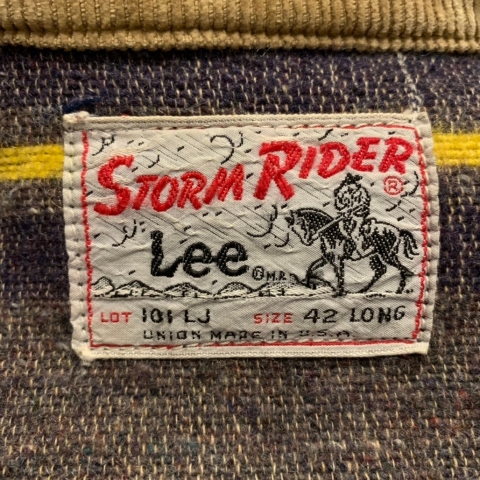 STORM RIDER ®
Lee ® M.R.
LOT 101 LJ SIZE 42 LONG
UNION MADE IN U.S.A